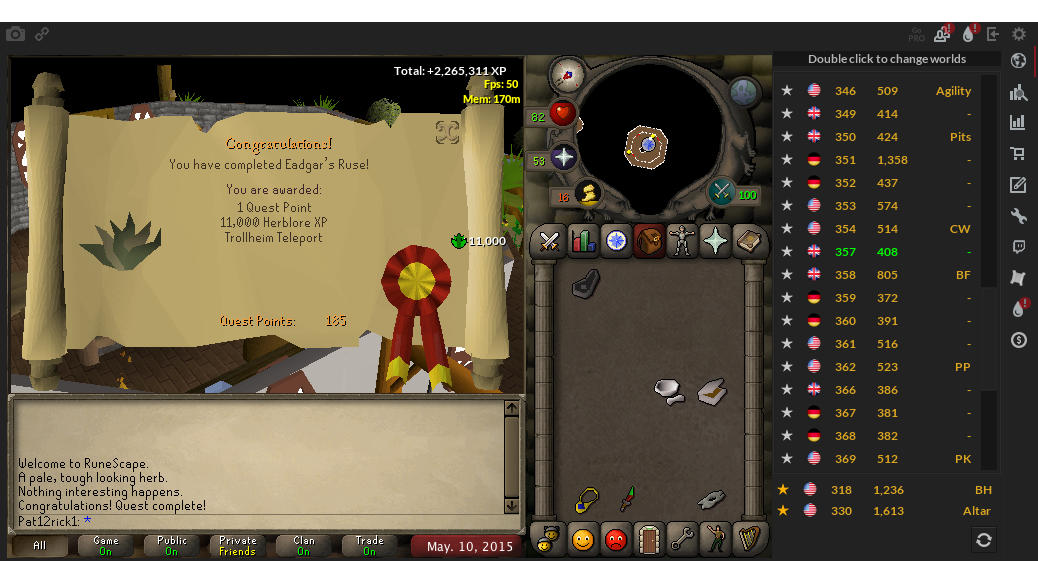 Go
PRO
Total: +2,265,311 XP
Fps: 50
Mem: 170m
Congratulations!
You have completed Eadgar's Ruse!
You are awarded:
1 Quest Point
11,000 Herblore XP
Trollheim Teleport
11,000
Quest Points: 185
82
53
16
100
Welcome to RuneScape.
A pale, tough looking herb.
Nothing interesting happens.
Congratulations! Quest complete!
Pat12rick1: *
All
Game
On
Public
On
Private
Friends
Clan
On
Trade
On
May. 10, 2015
Double click to change worlds
346 509 Agility
349 414 -
350 424 Pits
351 1,358 -
352 437 -
353 574 -
354 514 CW
357 408 -
358 805 BF
359 372 -
360 391 -
361 516 -
362 523 PP
366 386 -
367 381 -
368 382 -
369 512 PK
318 1,236 BH
330 1,613 Altar